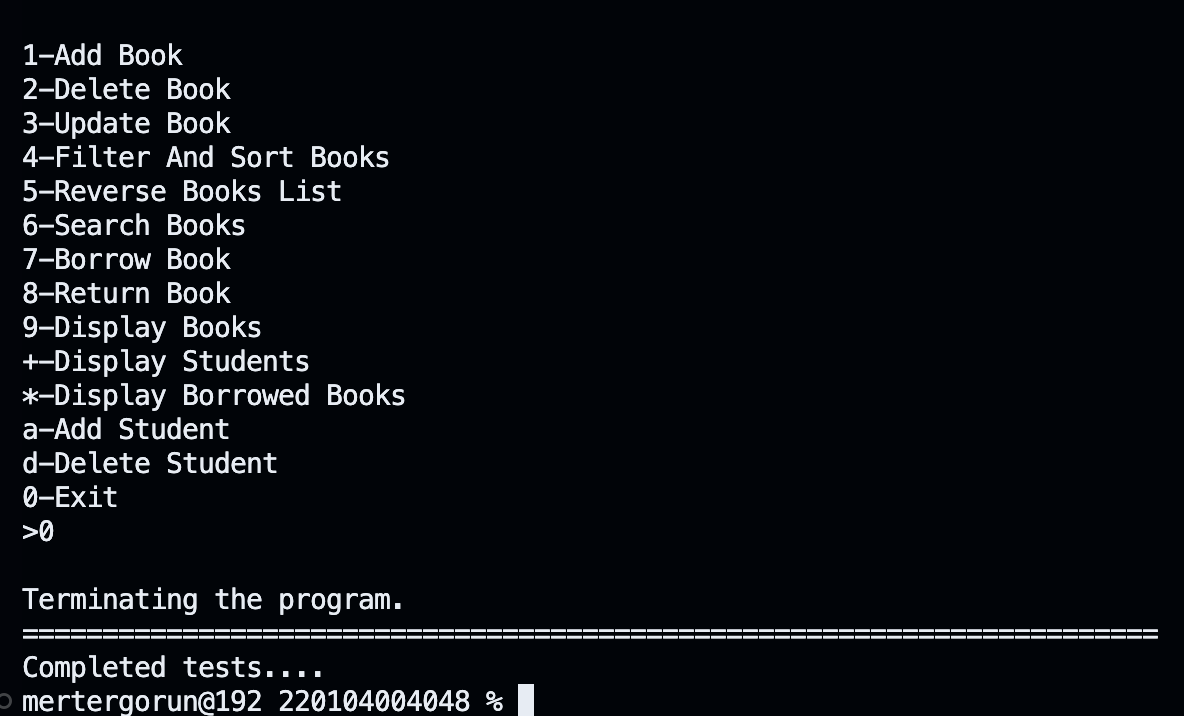 1-Add Book
2-Delete Book
3-Update Book
4-Filter And Sort Books
5-Reverse Books List
6-Search Books
7-Borrow Book
8-Return Book
9-Display Books
+-Display Students
*-Display Borrowed Books
a-Add Student
d-Delete Student
0-Exit
>0
Terminating the program.
=======================================================================
Completed tests....
mertergorun@192 220104004048 %